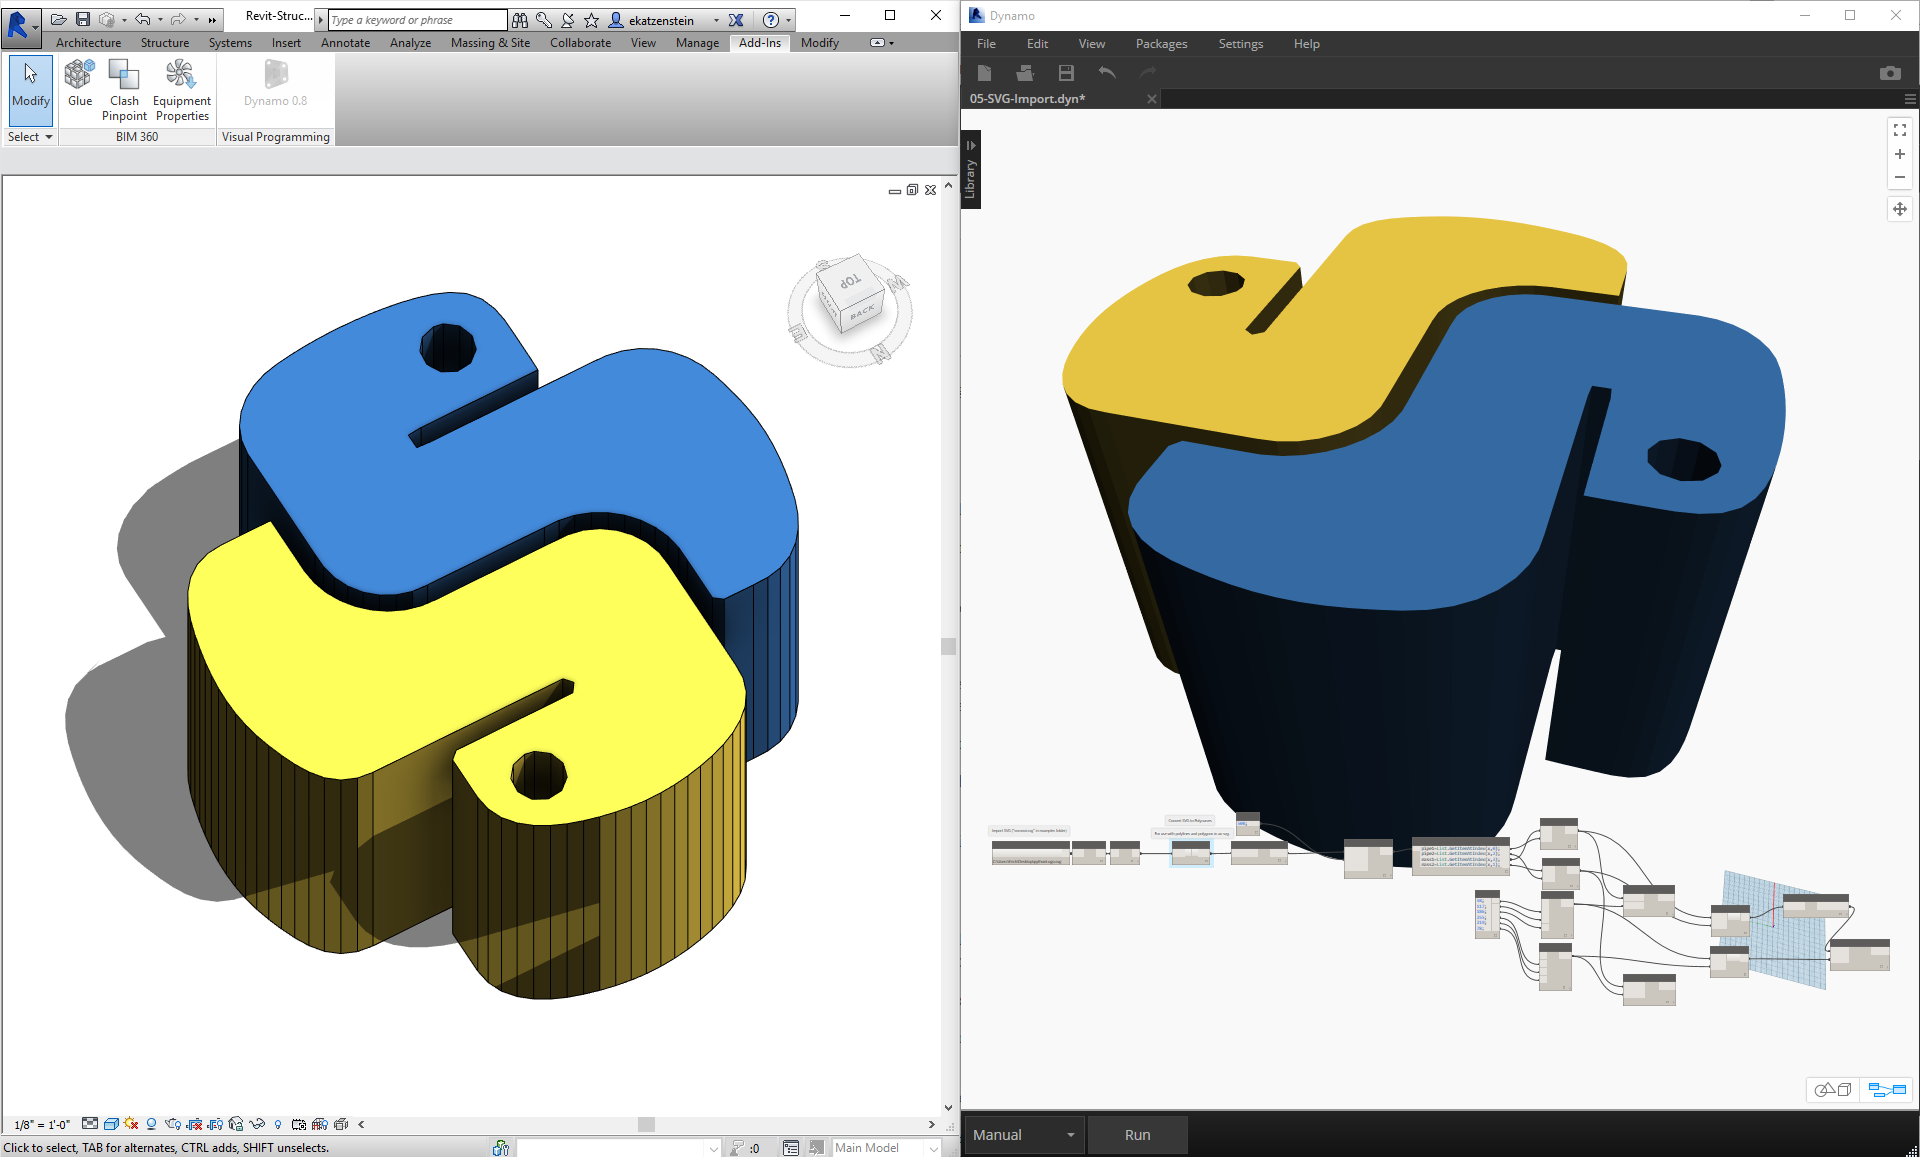 Revit-Struc...
Type a keyword or phrase
ekatzenstein
Architecture Structure Systems Insert Annotate Analyze Massing & Site Collaborate View Manage Add-Ins Modify
Modify
Glue
Clash Pinpoint
Equipment Properties
Dynamo 0.8
Select
BIM 360
Visual Programming
TOP
BACK
1/8" = 1'-0"
Click to select, TAB for alternates, CTRL adds, SHIFT unselects.
:0
Main Model
Dynamo
File Edit View Packages Settings Help
05-SVG-Import.dyn*
Library
Manual
Run